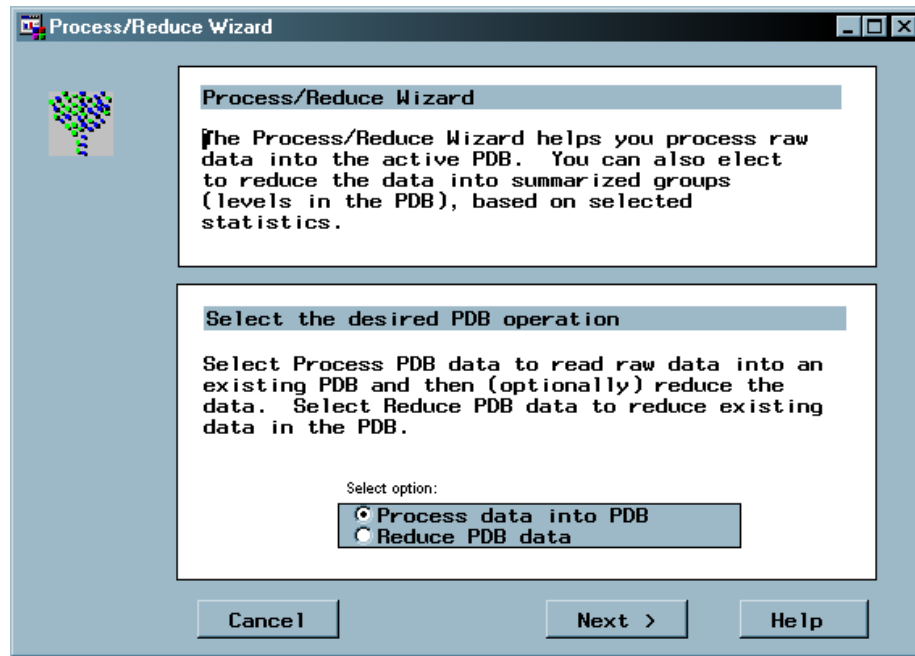 Process/Reduce Wizard
Process/Reduce Wizard
The Process/Reduce Wizard helps you process raw
data into the active PDB.  You can also elect
to reduce the data into summarized groups
(levels in the PDB), based on selected
statistics.
Select the desired PDB operation
Select Process PDB data to read raw data into an
existing PDB and then (optionally) reduce the
data.  Select Reduce PDB data to reduce existing
data in the PDB.
Select option:
Process data into PDB
Reduce PDB data
Cancel
Next >
Help